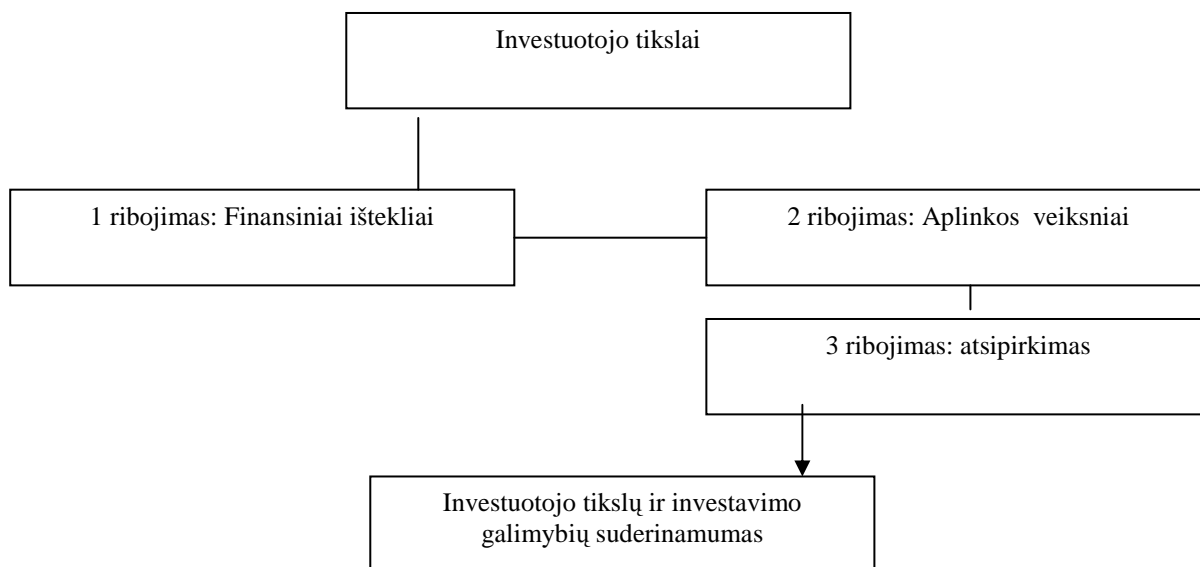 Investuotojo tikslai
1 ribojimas: Finansiniai ištekliai
2 ribojimas: Aplinkos veiksniai
3 ribojimas: atsipirkimas
Investuotojo tikslų ir investavimo
galimybių suderinamumas